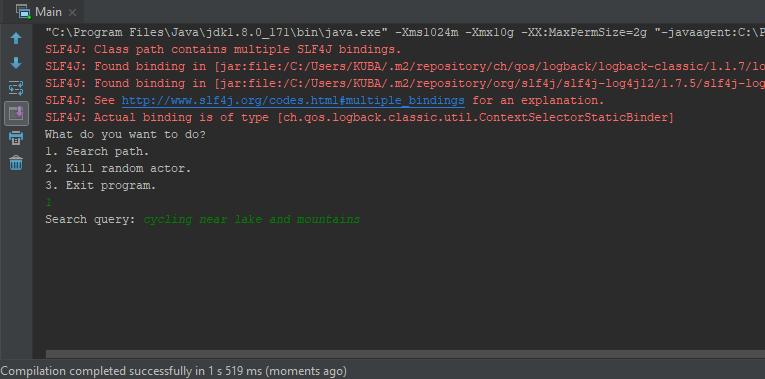 Main
"C:\Program Files\Java\jdk1.8.0_171\bin\java.exe" -Xms1024m -Xmx10g -XX:MaxPermSize=2g "-javaagent:C:\P
SLF4J: Class path contains multiple SLF4J bindings.
SLF4J: Found binding in [jar:file:/C:/Users/KUBA/.m2/repository/ch/qos/logback/logback-classic/1.1.7/lo
SLF4J: Found binding in [jar:file:/C:/Users/KUBA/.m2/repository/org/slf4j/slf4j-log4j12/1.7.5/slf4j-log
SLF4J: See http://www.slf4j.org/codes.html#multiple_bindings for an explanation.
SLF4J: Actual binding is of type [ch.qos.logback.classic.util.ContextSelectorStaticBinder]
What do you want to do?
1. Search path.
2. Kill random actor.
3. Exit program.
1
Search query: cycling near lake and mountains
Compilation completed successfully in 1 s 519 ms (moments ago)